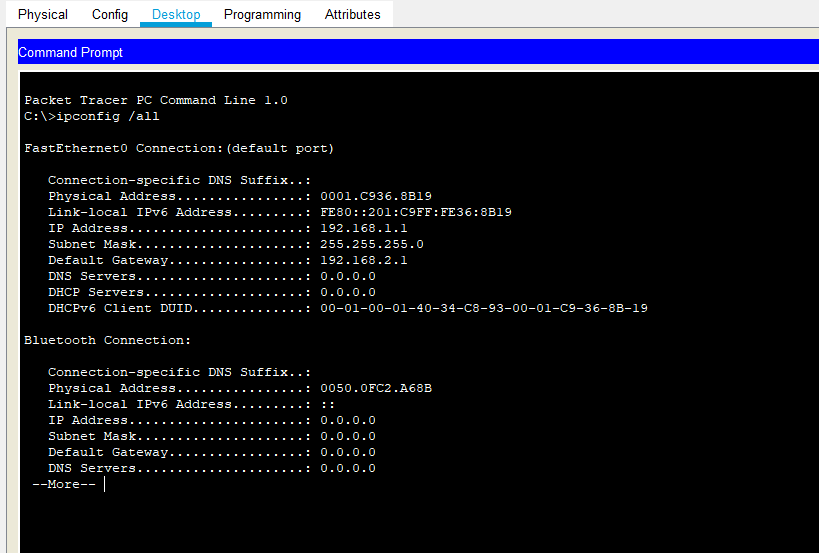 Physical Config Desktop Programming Attributes
Command Prompt
Packet Tracer PC Command Line 1.0
C:\>ipconfig /all
FastEthernet0 Connection:(default port)
Connection-specific DNS Suffix..:
Physical Address................: 0001.C936.8B19
Link-local IPv6 Address.........: FE80::201:C9FF:FE36:8B19
IP Address......................: 192.168.1.1
Subnet Mask.....................: 255.255.255.0
Default Gateway.................: 192.168.2.1
DNS Servers.....................: 0.0.0.0
DHCP Servers....................: 0.0.0.0
DHCPv6 Client DUID..............: 00-01-00-01-40-34-C8-93-00-01-C9-36-8B-19
Bluetooth Connection:
Connection-specific DNS Suffix..:
Physical Address................: 0050.0FC2.A68B
Link-local IPv6 Address.........: ::
IP Address......................: 0.0.0.0
Subnet Mask.....................: 0.0.0.0
Default Gateway.................: 0.0.0.0
DNS Servers.....................: 0.0.0.0
--More--